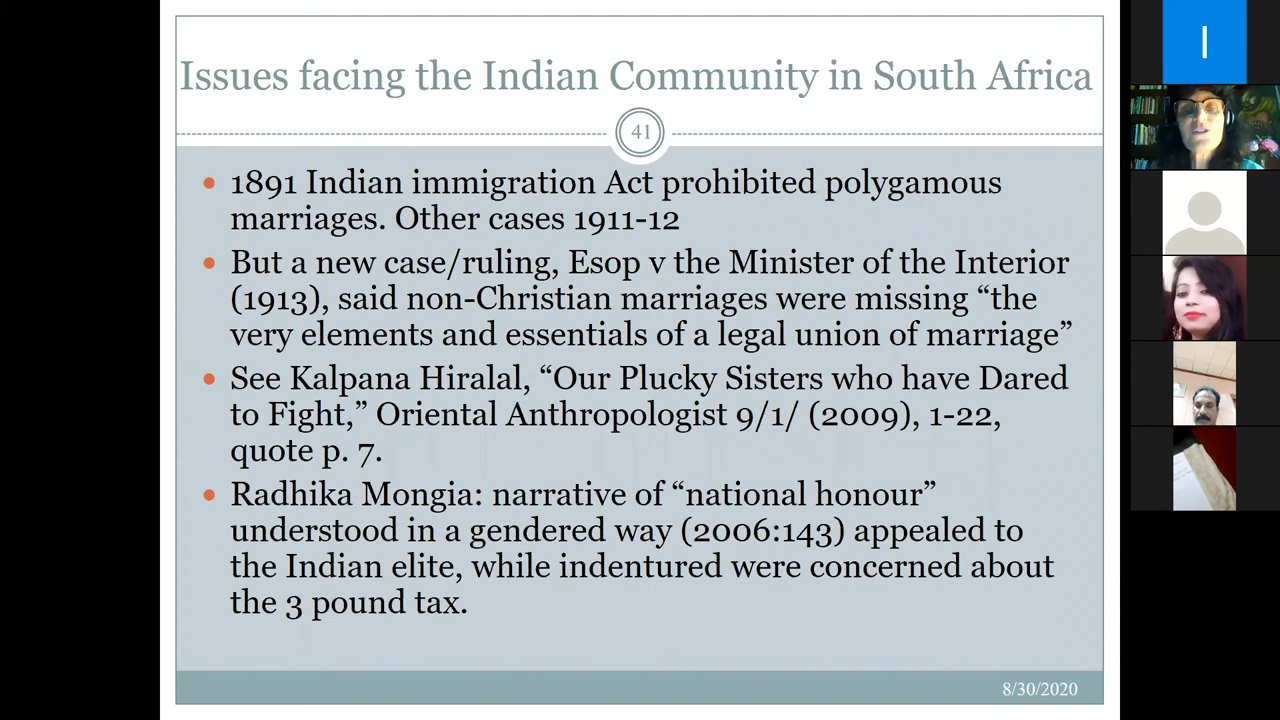 Issues facing the Indian Community in South Africa
41
• 1891 Indian immigration Act prohibited polygamous
marriages. Other cases 1911-12
• But a new case/ruling, Esop v the Minister of the Interior
(1913), said non-Christian marriages were missing “the
very elements and essentials of a legal union of marriage”
• See Kalpana Hiralal, “Our Plucky Sisters who have Dared
to Fight,” Oriental Anthropologist 9/1/ (2009), 1-22,
quote p. 7.
• Radhika Mongia: narrative of “national honour”
understood in a gendered way (2006:143) appealed to
the Indian elite, while indentured were concerned about
the 3 pound tax.
8/30/2020
I